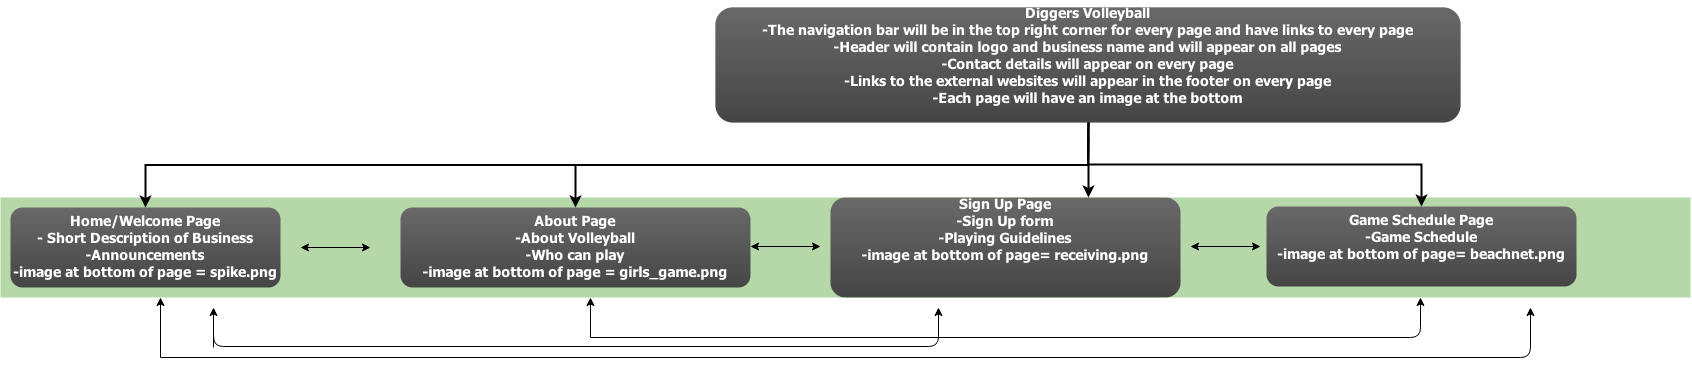 Diggers Volleyball
-The navigation bar will be in the top right corner for every page and have links to every page
-Header will contain logo and business name and will appear on all pages
-Contact details will appear on every page
-Links to the external websites will appear in the footer on every page
-Each page will have an image at the bottom
Home/Welcome Page
- Short Description of Business
-Announcements
-image at bottom of page = spike.png
About Page
-About Volleyball
-Who can play
-image at bottom of page = girls_game.png
Sign Up Page
-Sign Up form
-Playing Guidelines
-image at bottom of page= receiving.png
Game Schedule Page
-Game Schedule
-image at bottom of page= beachnet.png